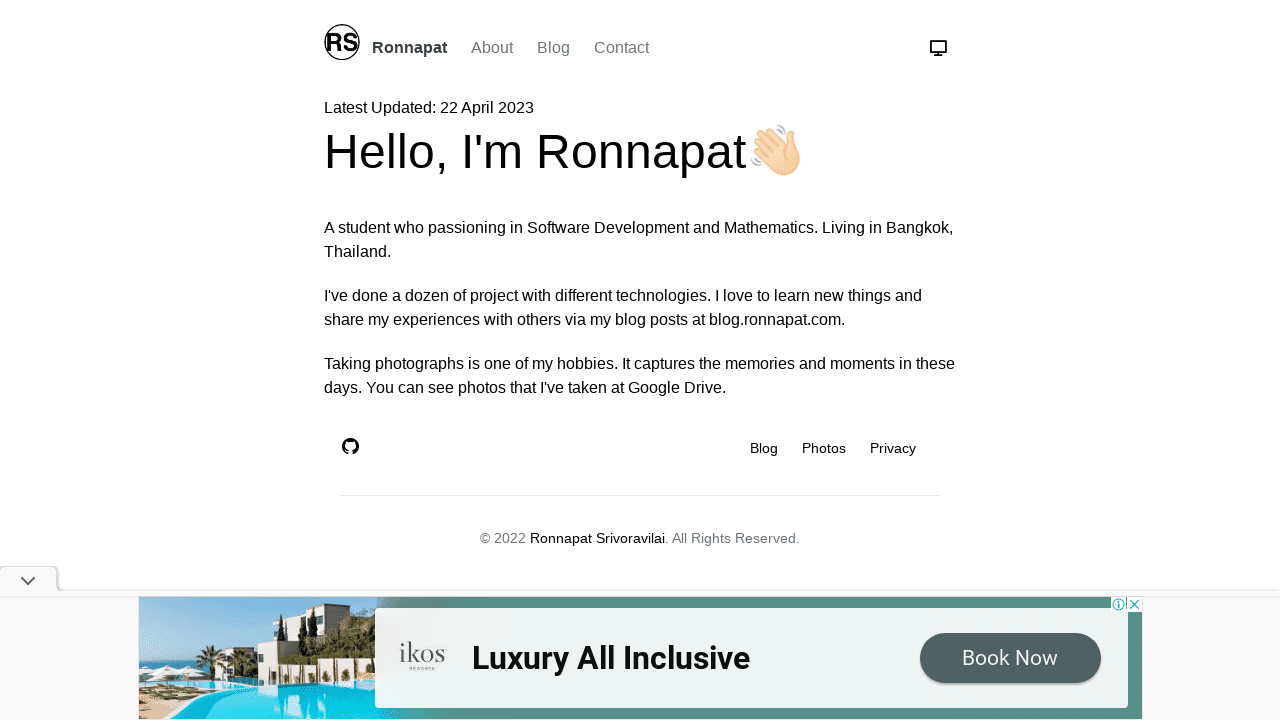 RS
Ronnapat About Blog Contact
Latest Updated: 22 April 2023
Hello, I'm Ronnapat👋🏻
A student who passioning in Software Development and Mathematics. Living in Bangkok,
Thailand.
I've done a dozen of project with different technologies. I love to learn new things and
share my experiences with others via my blog posts at blog.ronnapat.com.
Taking photographs is one of my hobbies. It captures the memories and moments in these
days. You can see photos that I've taken at Google Drive.
Blog Photos Privacy
© 2022 Ronnapat Srivoravilai. All Rights Reserved.
ikos
RESORTS
Luxury All Inclusive
Book Now